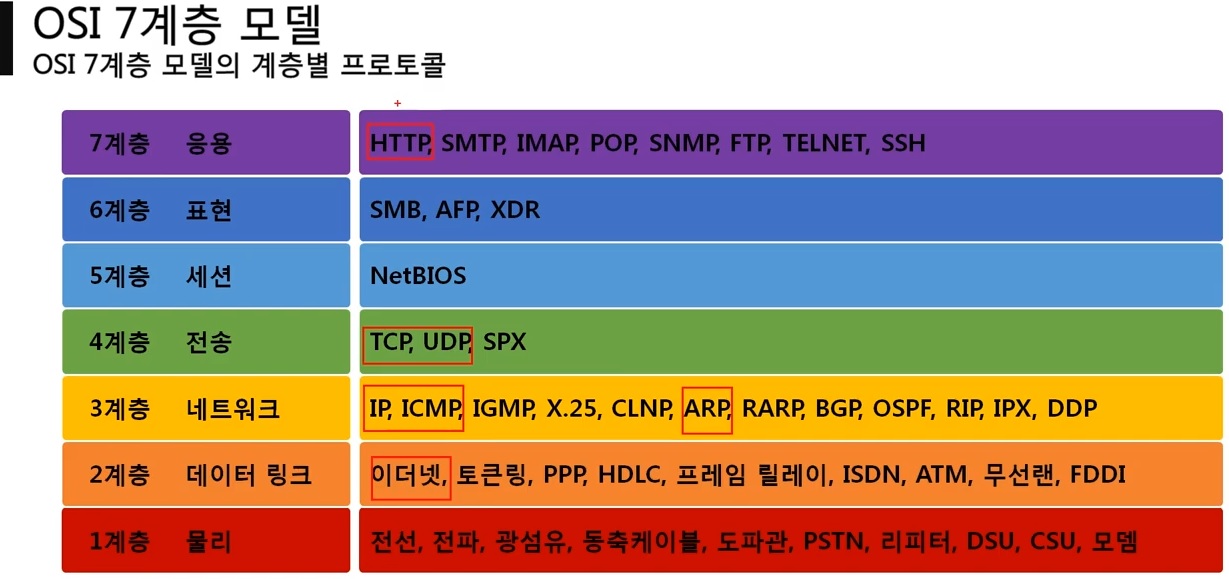 OSI 7계층 모델
OSI 7계층 모델의 계층별 프로토콜
7계층 응용 HTTP, SMTP, IMAP, POP, SNMP, FTP, TELNET, SSH
6계층 표현 SMB, AFP, XDR
5계층 세션 NetBIOS
4계층 전송 TCP, UDP, SPX
3계층 네트워크 IP, ICMP, IGMP, X.25, CLNP, ARP, RARP, BGP, OSPF, RIP, IPX, DDP
2계층 데이터 링크 이더넷, 토큰링, PPP, HDLC, 프레임 릴레이, ISDN, ATM, 무선랜, FDDI
1계층 물리 전선, 전파, 광섬유, 동축케이블, 도파관, PSTN, 리피터, DSU, CSU, 모뎀